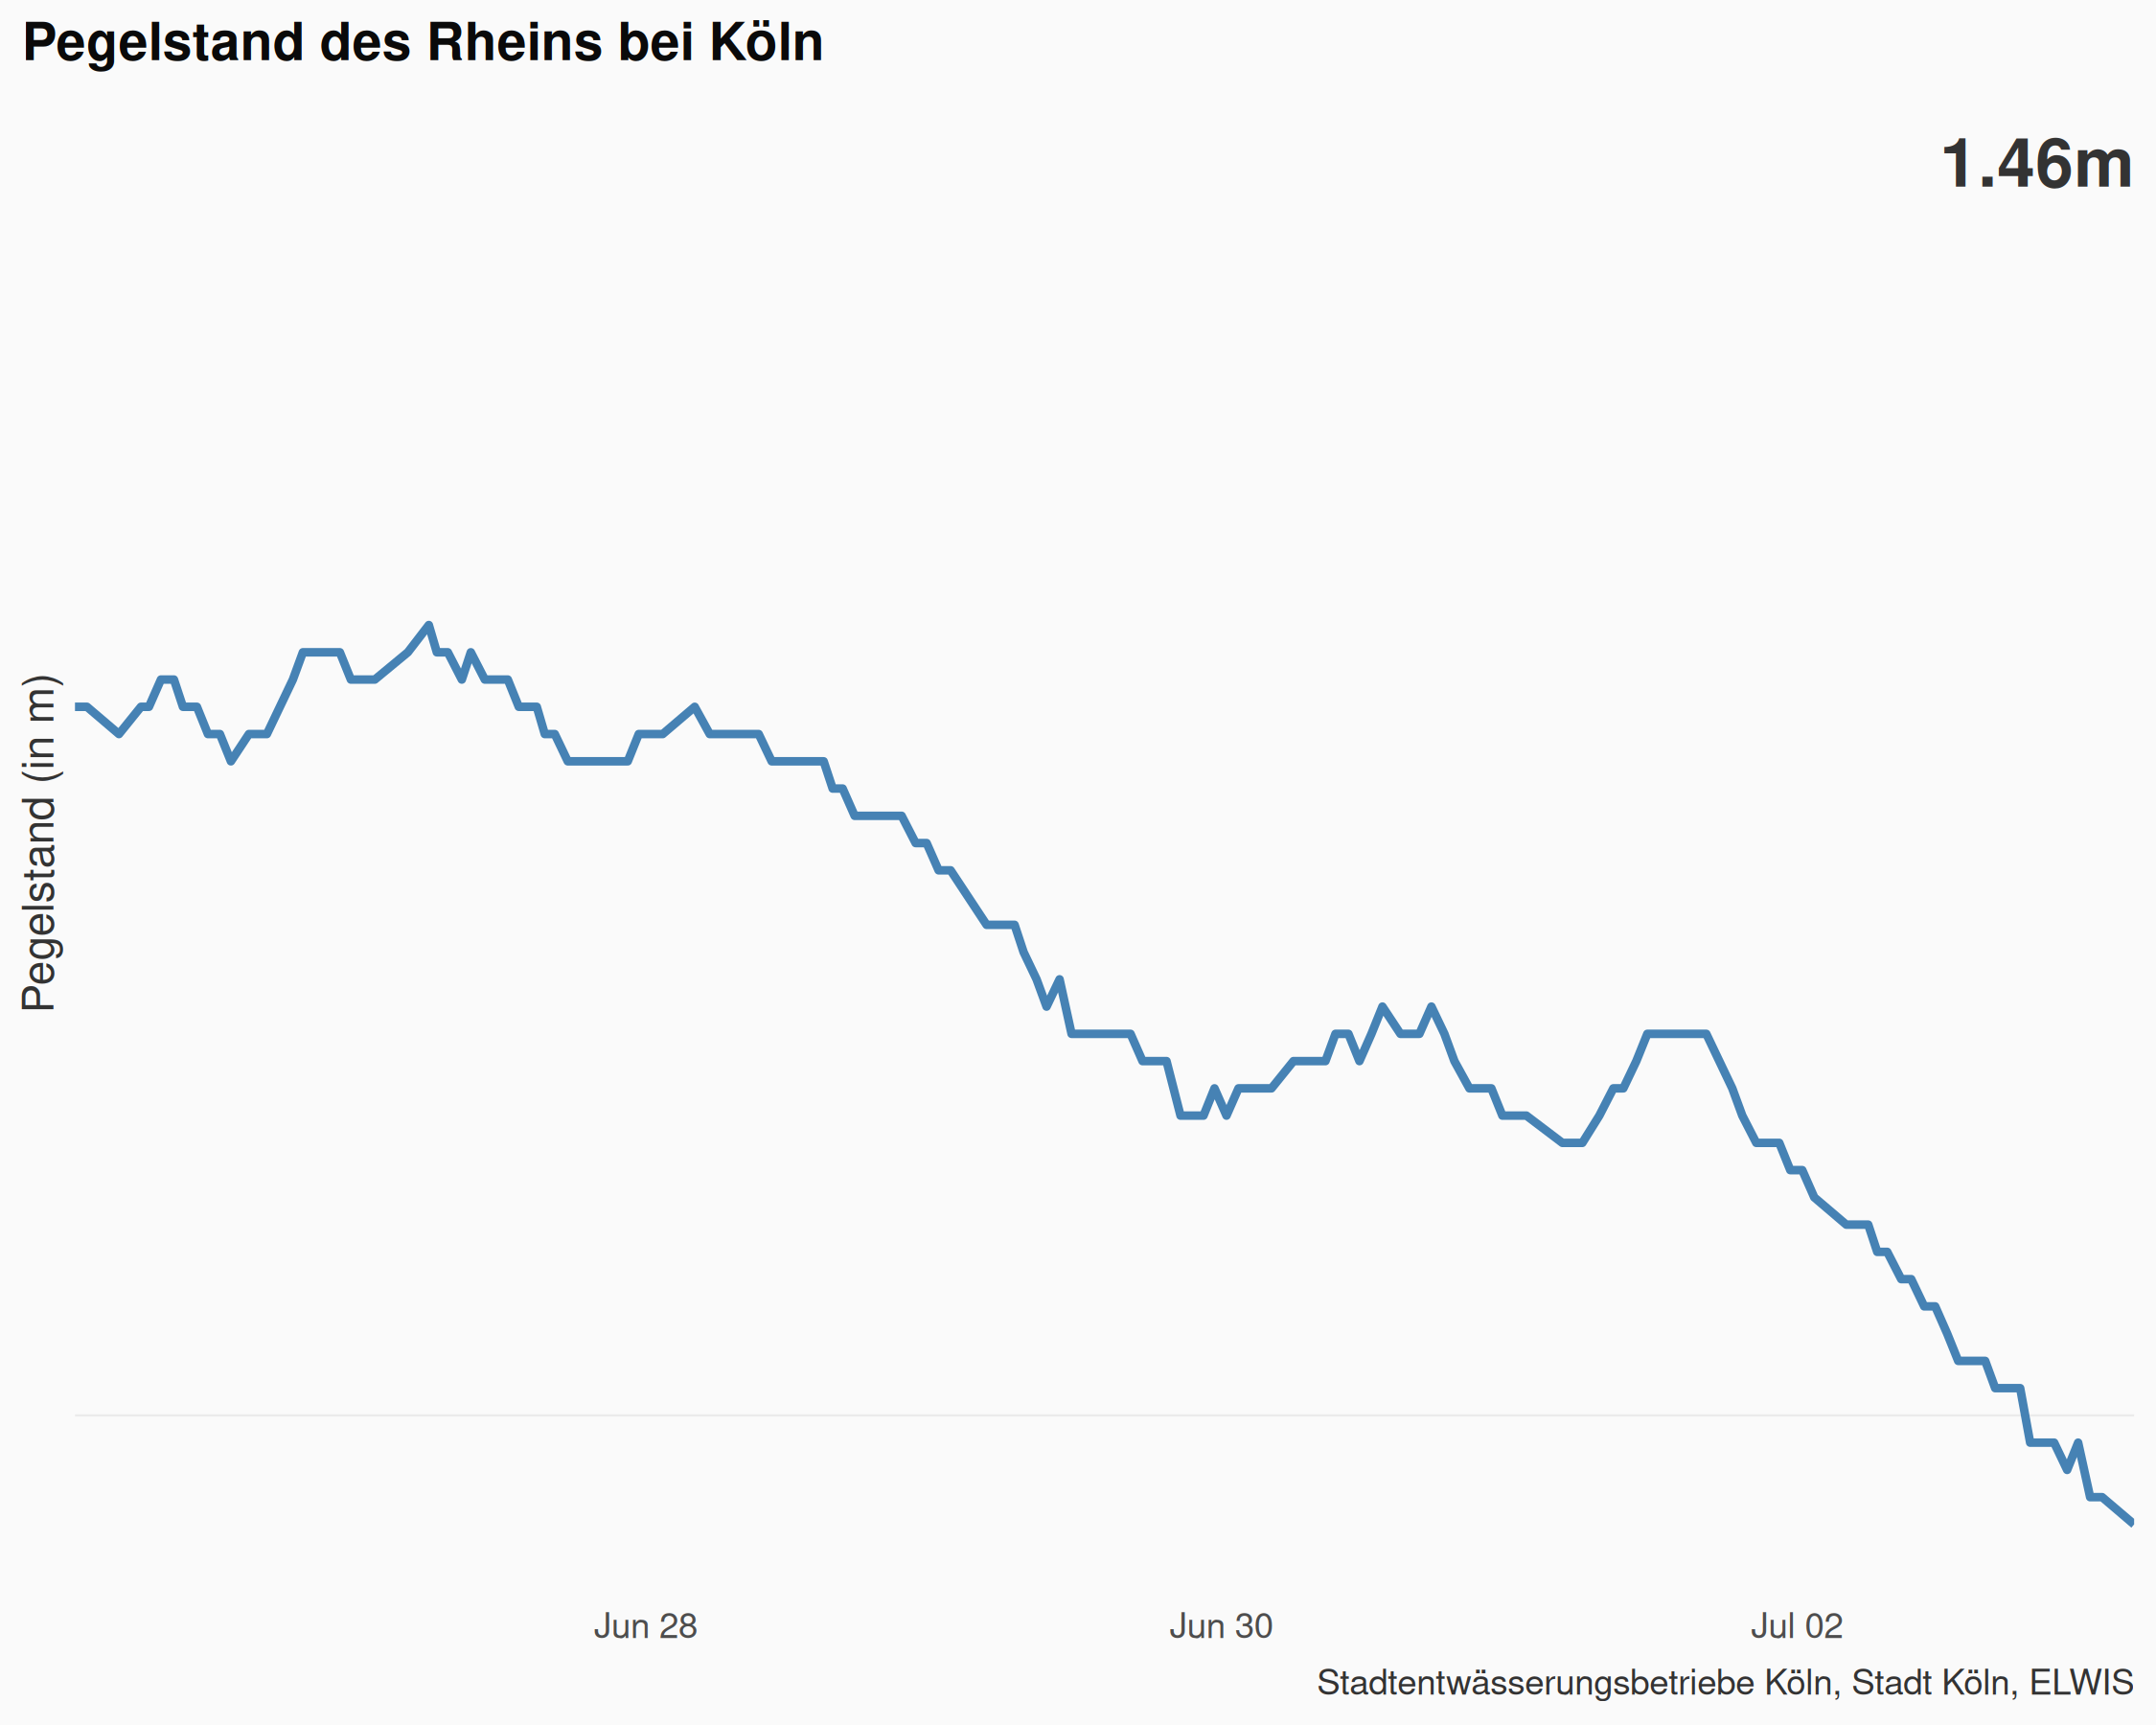 Pegelstand des Rheins bei Köln
1.46m
Pegelstand (in m)
Jun 28
Jun 30
Jul 02
Stadtentwässerungsbetriebe Köln, Stadt Köln, ELWIS